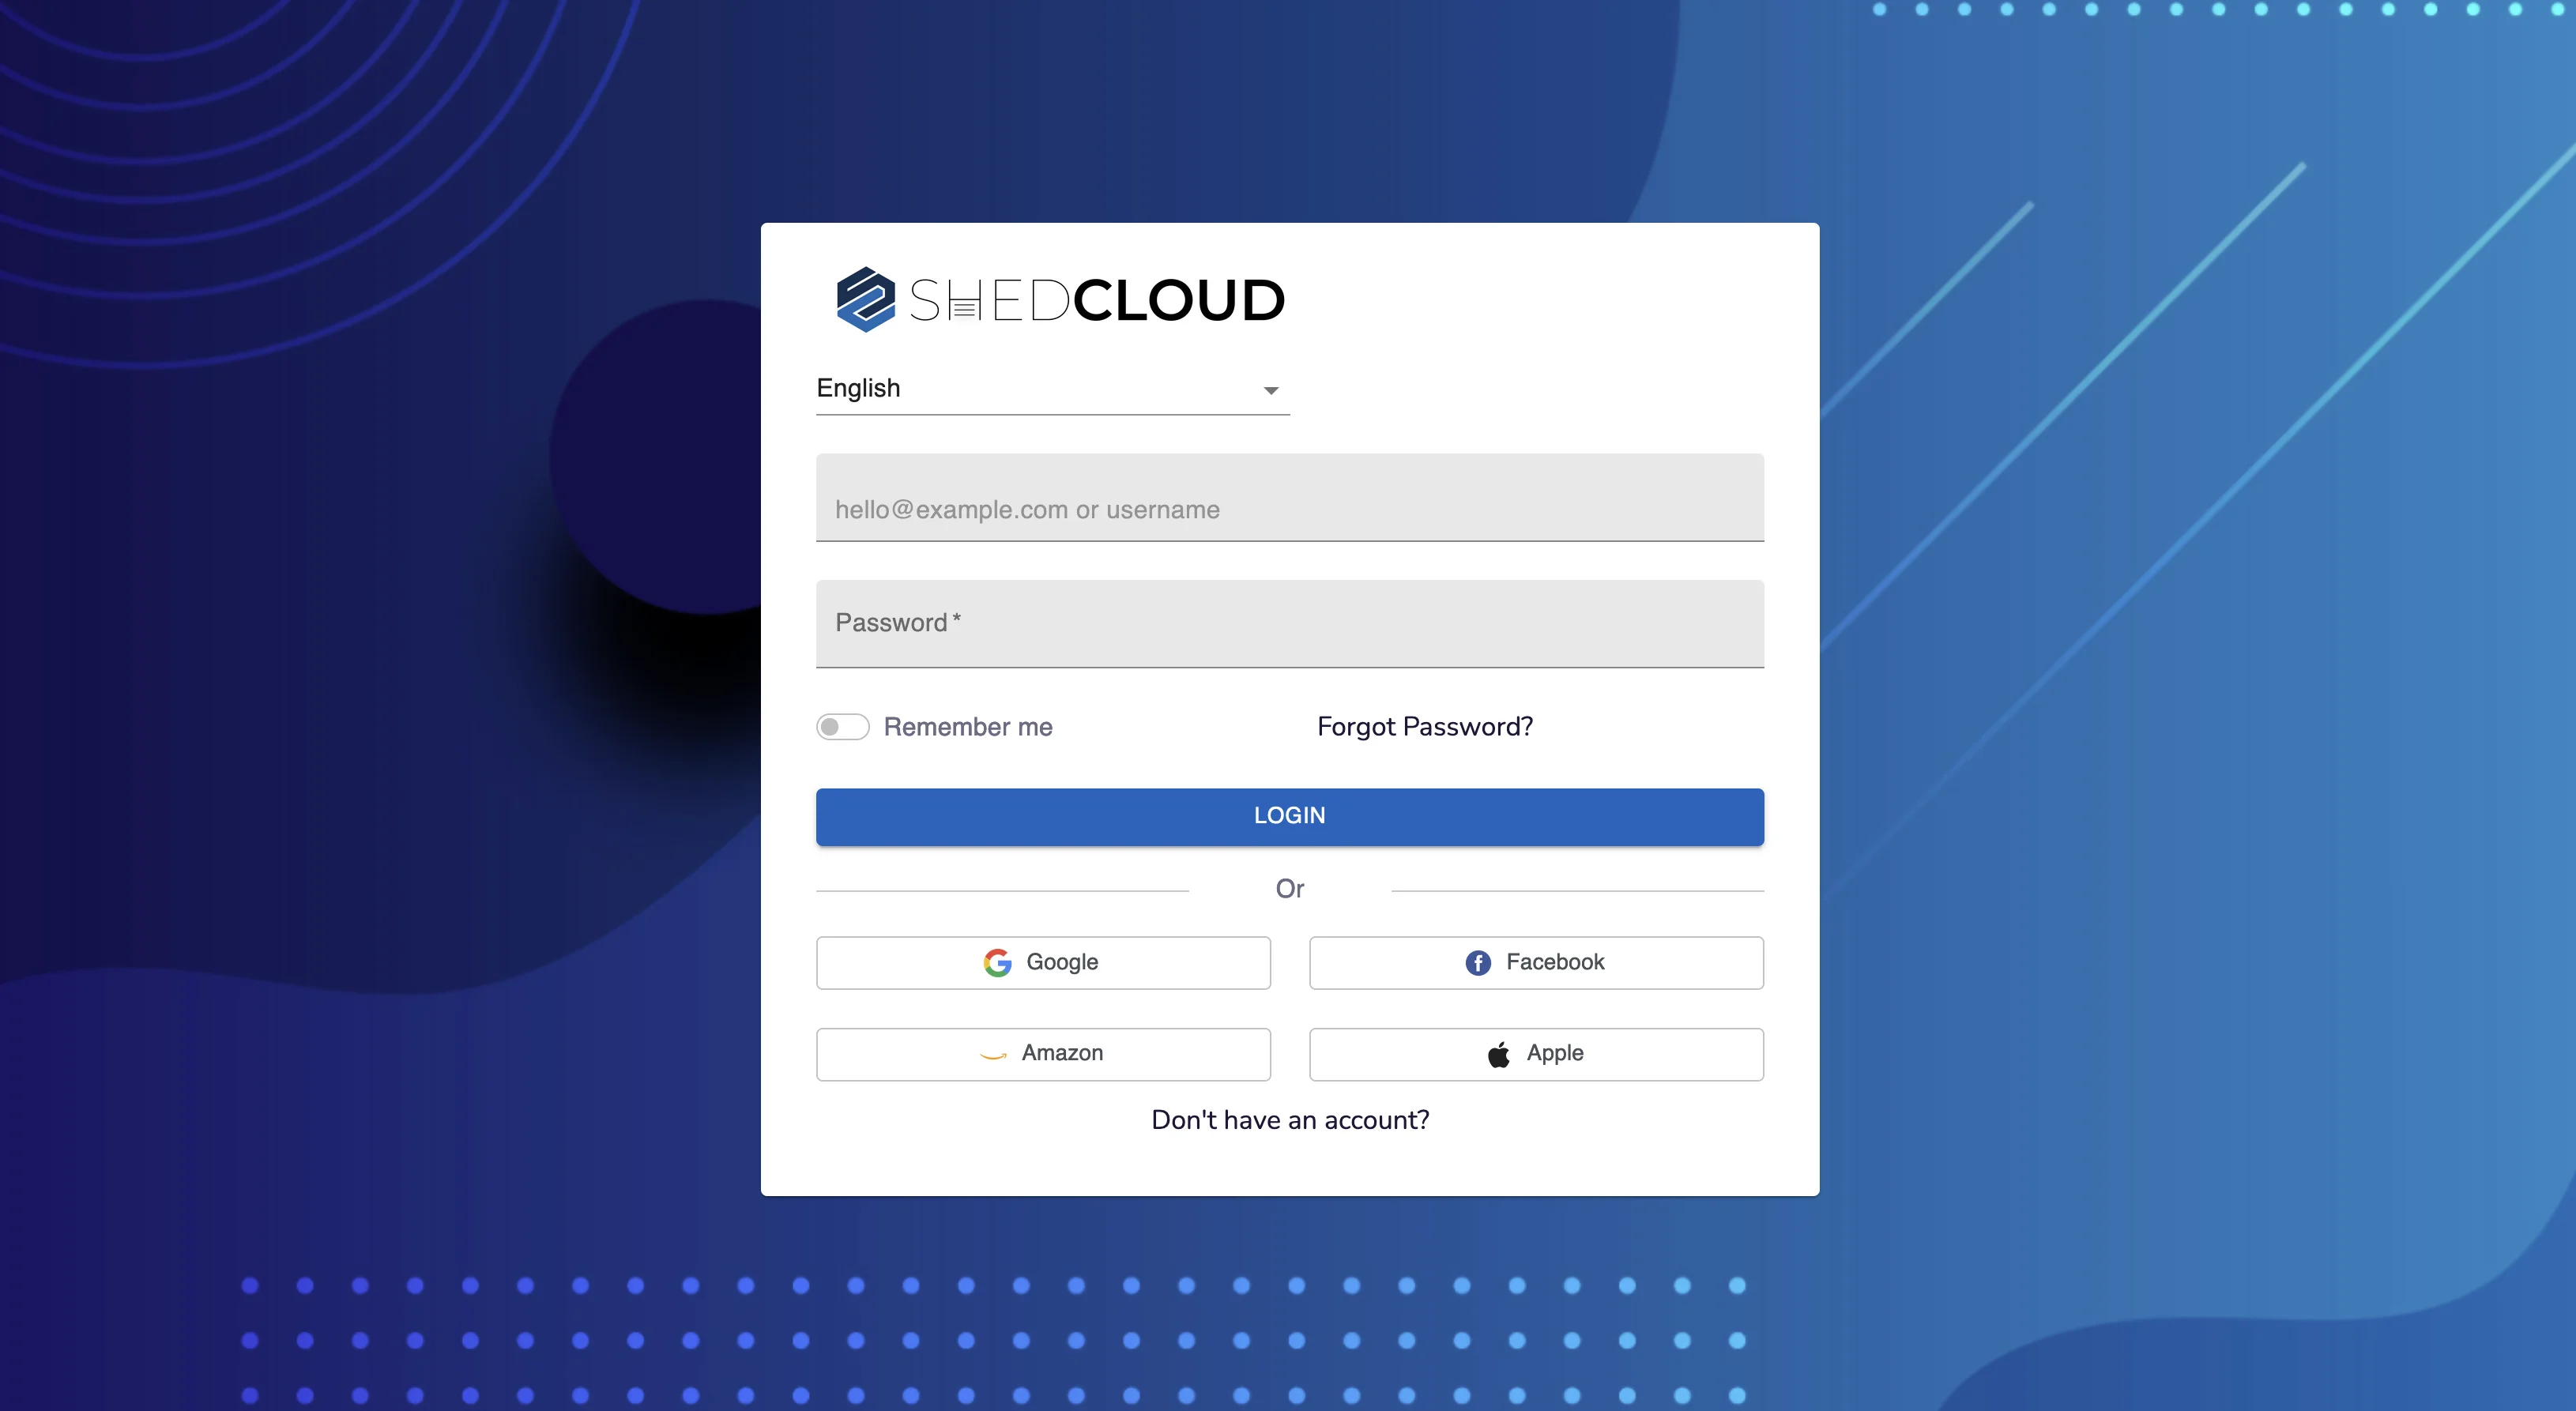 SHEDCLOUD
English
hello@example.com or username
Password *
Remember me
Forgot Password?
LOGIN
Or
Google
Facebook
Amazon
Apple
Don't have an account?